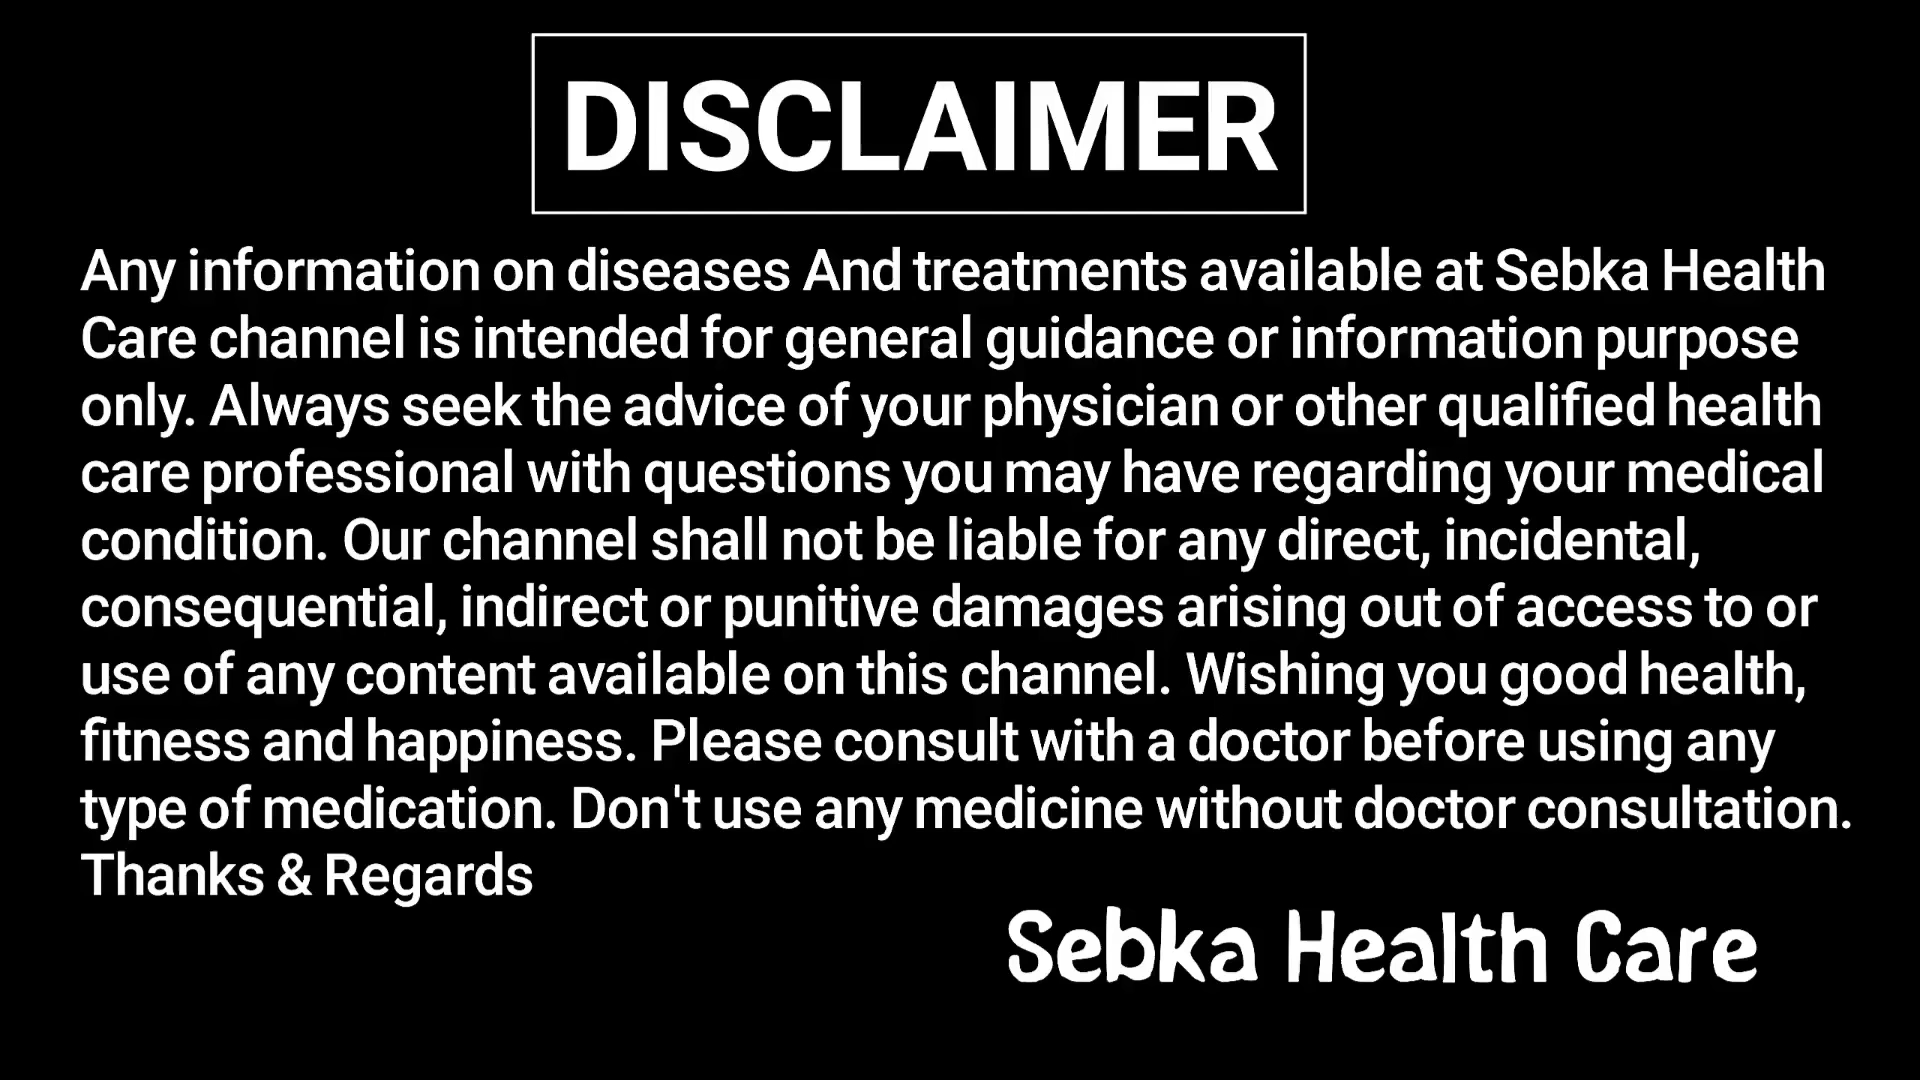 DISCLAIMER
Any information on diseases And treatments available at Sebka Health
Care channel is intended for general guidance or information purpose
only. Always seek the advice of your physician or other qualified health
care professional with questions you may have regarding your medical
condition. Our channel shall not be liable for any direct, incidental,
consequential, indirect or punitive damages arising out of access to or
use of any content available on this channel. Wishing you good health,
fitness and happiness. Please consult with a doctor before using any
type of medication. Don't use any medicine without doctor consultation.
Thanks & Regards
Sebka Health Care